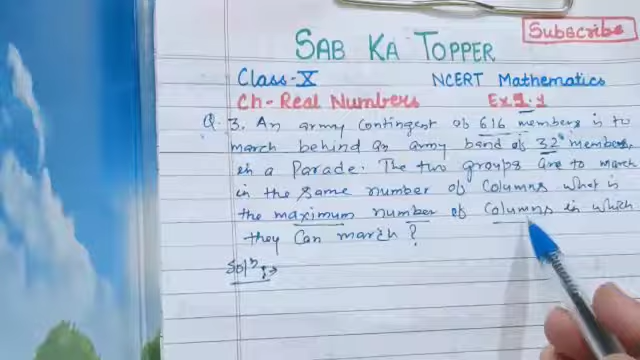 Subscribe
SAB KA TOPPER
Class-X NCERT Mathematics
Ch-Real Numbers Ex 1.1
Q. 3. An army contingent of 616 members is to
march behind an army band of 32 members
in a Parade. The two groups are to march
in the same number of columns what is
the maximum number of columns in which
they can march?
Solⁿ:→